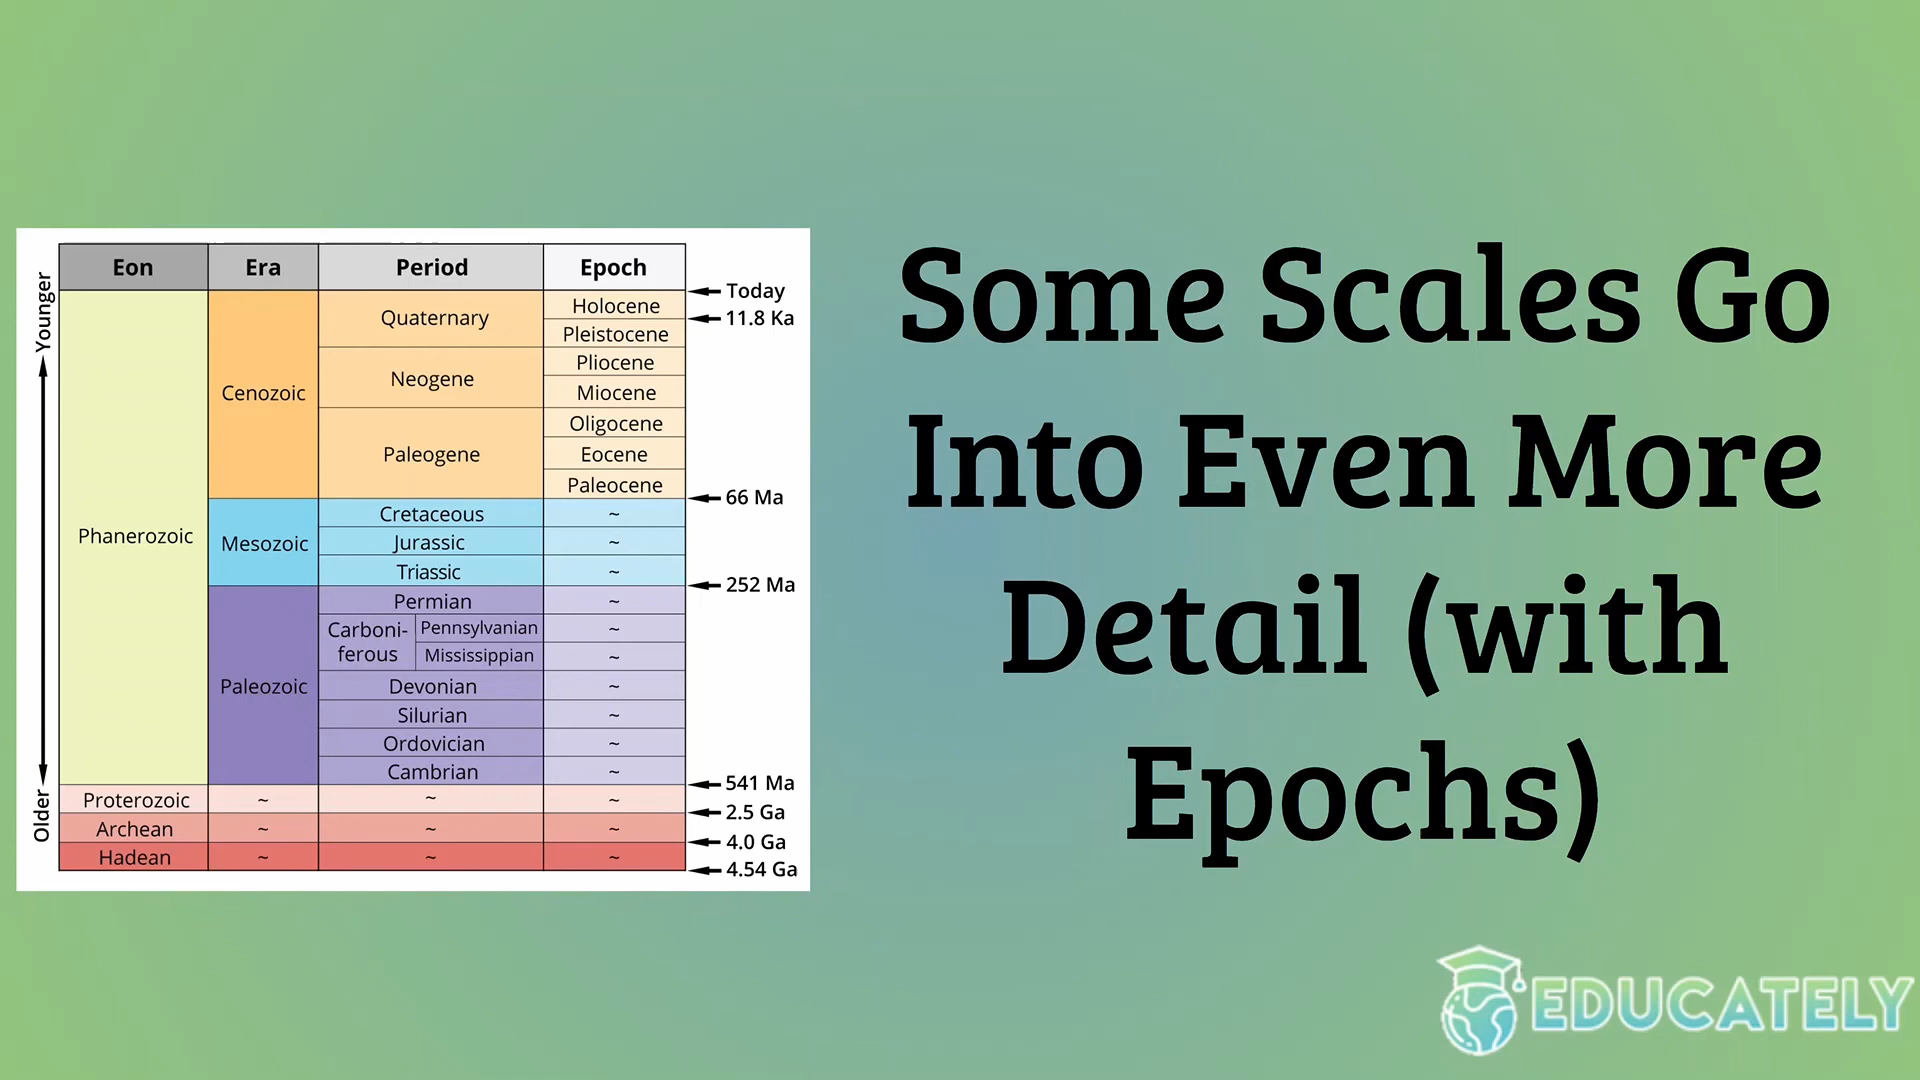 Eon Era Period Epoch
Younger
Older
Today
Quaternary Holocene
11.8 Ka
Pleistocene
Neogene Pliocene
Cenozoic Miocene
Oligocene
Paleogene Eocene
Paleocene
66 Ma
Cretaceous ~
Phanerozoic Mesozoic Jurassic ~
Triassic ~
252 Ma
Permian ~
Carboni-
ferous
Pennsylvanian ~
Mississippian ~
Paleozoic Devonian ~
Silurian ~
Ordovician ~
Cambrian ~
541 Ma
Proterozoic ~ ~ ~
2.5 Ga
Archean ~ ~ ~
4.0 Ga
Hadean ~ ~ ~
4.54 Ga
Some Scales Go
Into Even More
Detail (with
Epochs)
EDUCATELY